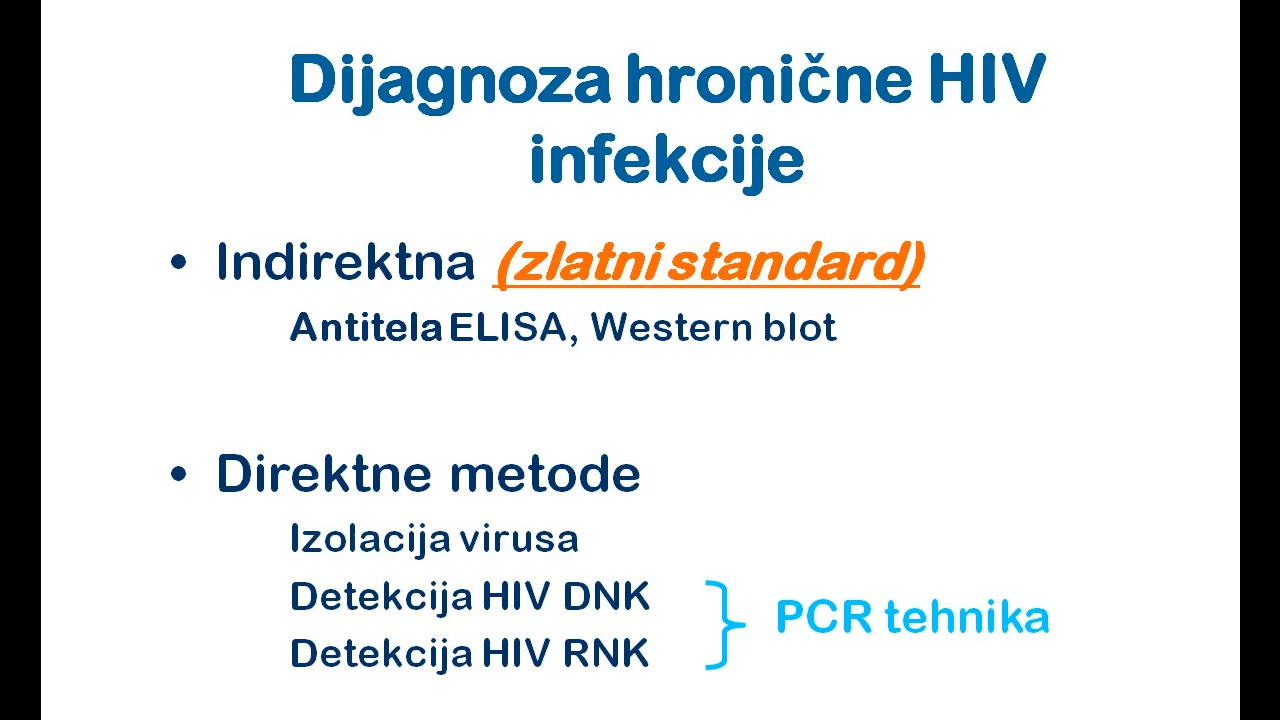 Dijagnoza hronične HIV
infekcije
• Indirektna (zlatni standard)
Antitela ELISA, Western blot
• Direktne metode
Izolacija virusa
Detekcija HIV DNK
Detekcija HIV RNK
PCR tehnika